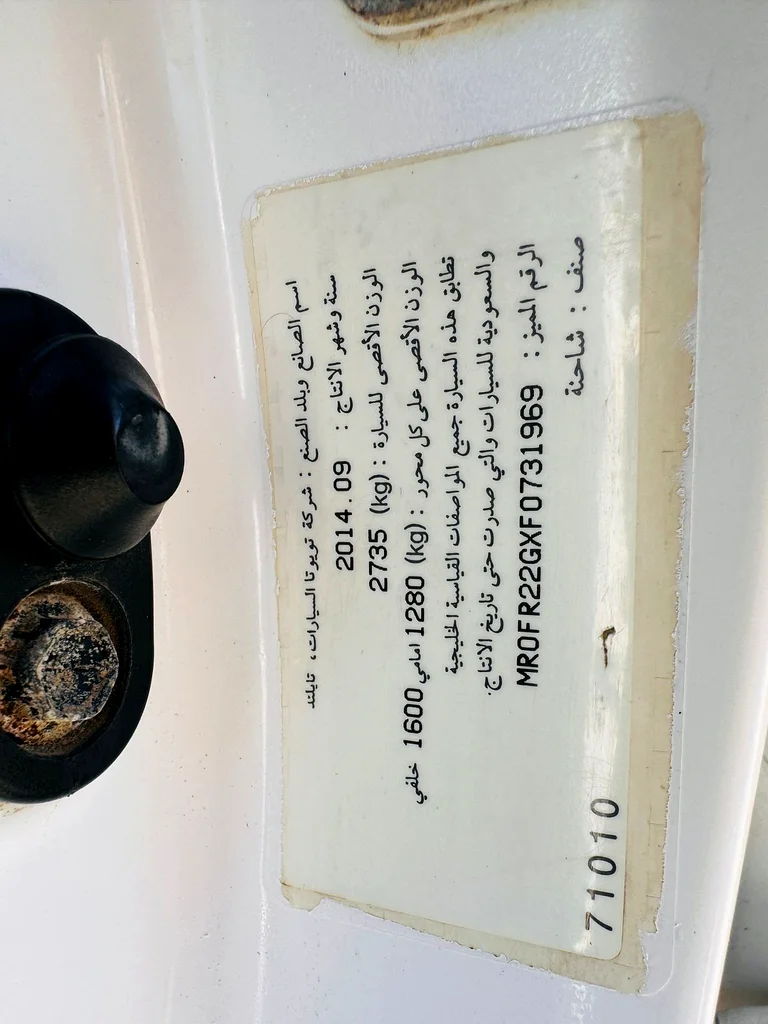 اسم الصانع وبلد الصنع : شركة تويوتا السيارات، تايلند
سنة وشهر الانتاج : 2014.09
الوزن الأقصى للسيارة : (kg) 2735
الوزن الأقصى على كل محور : (kg) 1280 امامي 1600 خلفي
تطابق هذه السيارة جميع المواصفات القياسية الخليجية
والسعودية للسيارات والتي صدرت حتى تاريخ الانتاج.
الرقم المميز : MR0FR22GXF0731969
صنف : شاحنة
71010